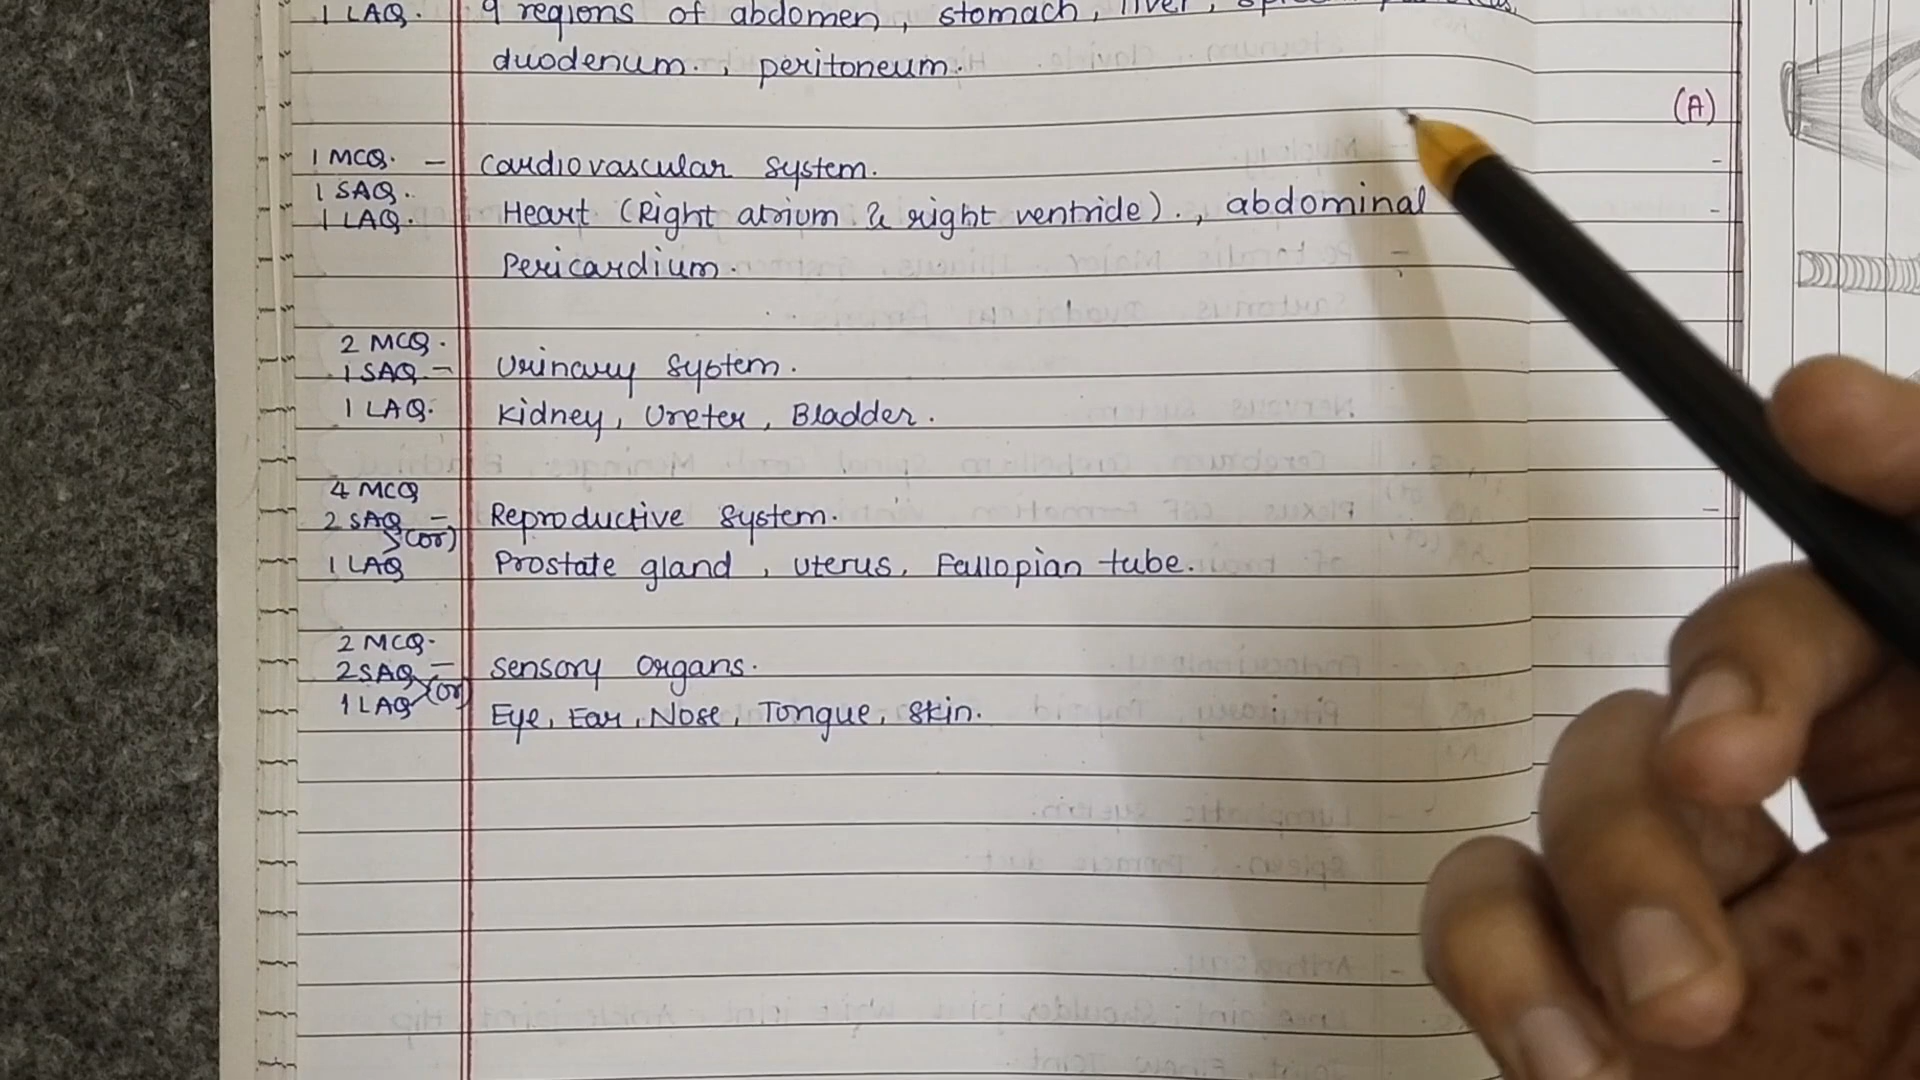 1 LAQ. 9 regions of abdomen, stomach, liver,
duodenum., peritoneum.
(A)
1 MCQ. - Cardiovascular System.
1 SAQ.
1 LAQ. Heart (Right atrium & right ventride)., abdominal
Pericardium.
2 MCQ.
1 SAQ - Urinary System.
1 LAQ. Kidney, Ureter, Bladder.
4 MCQ
2 SAQ - Reproductive System.
(or)
1 LAQ Prostate gland, uterus, Fallopian tube.
2 MCQ.
2 SAQ - Sensory Organs.
(or)
1 LAQ Eye, Ear, Nose, Tongue, Skin.